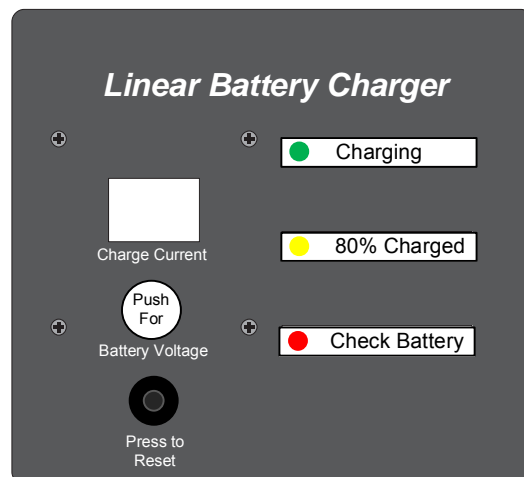 Linear Battery Charger
Charging
Charge Current
80% Charged
Push
For
Battery Voltage
Check Battery
Press to
Reset